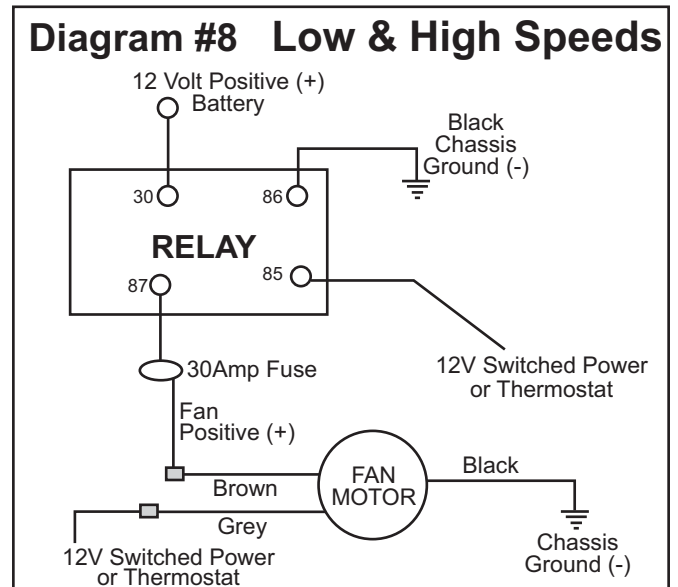 Diagram #8 Low & High Speeds
12 Volt Positive (+)
Battery
Black
Chassis
Ground (-)
30
86
RELAY
87
85
30Amp Fuse
12V Switched Power
or Thermostat
Fan
Positive (+)
Brown
FAN
MOTOR
Black
Grey
12V Switched Power
or Thermostat
Chassis
Ground (-)